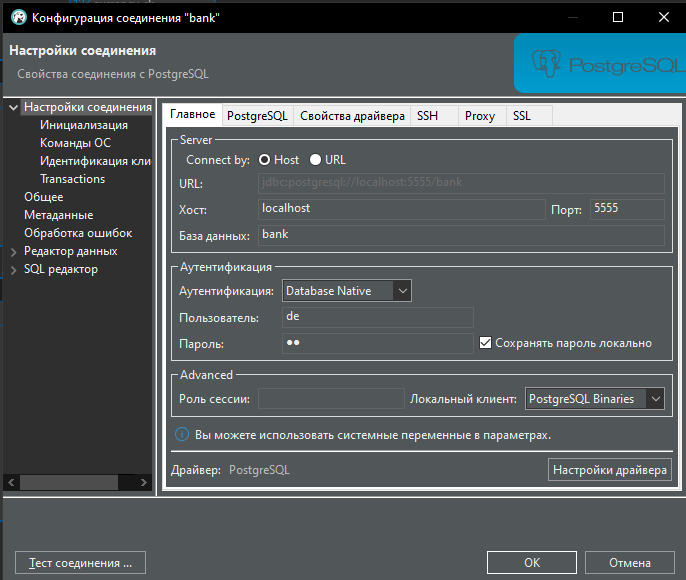 Конфигурация соединения "bank"
Настройки соединения
Свойства соединения с PostgreSQL
PostgreSQL
Настройки соединения
Инициализация
Команды ОС
Идентификация кли
Transactions
Общее
Метаданные
Обработка ошибок
Редактор данных
SQL редактор
Главное PostgreSQL Свойства драйвера SSH Proxy SSL
Server
Connect by: Host URL
URL: jdbc:postgresql://localhost:5555/bank
Хост: localhost Порт: 5555
База данных: bank
Аутентификация
Аутентификация: Database Native
Пользователь: de
Пароль: •• Сохранять пароль локально
Advanced
Роль сессии: Локальный клиент: PostgreSQL Binaries
Вы можете использовать системные переменные в параметрах.
Драйвер: PostgreSQL Настройки драйвера
Тест соединения ... ОК Отмена